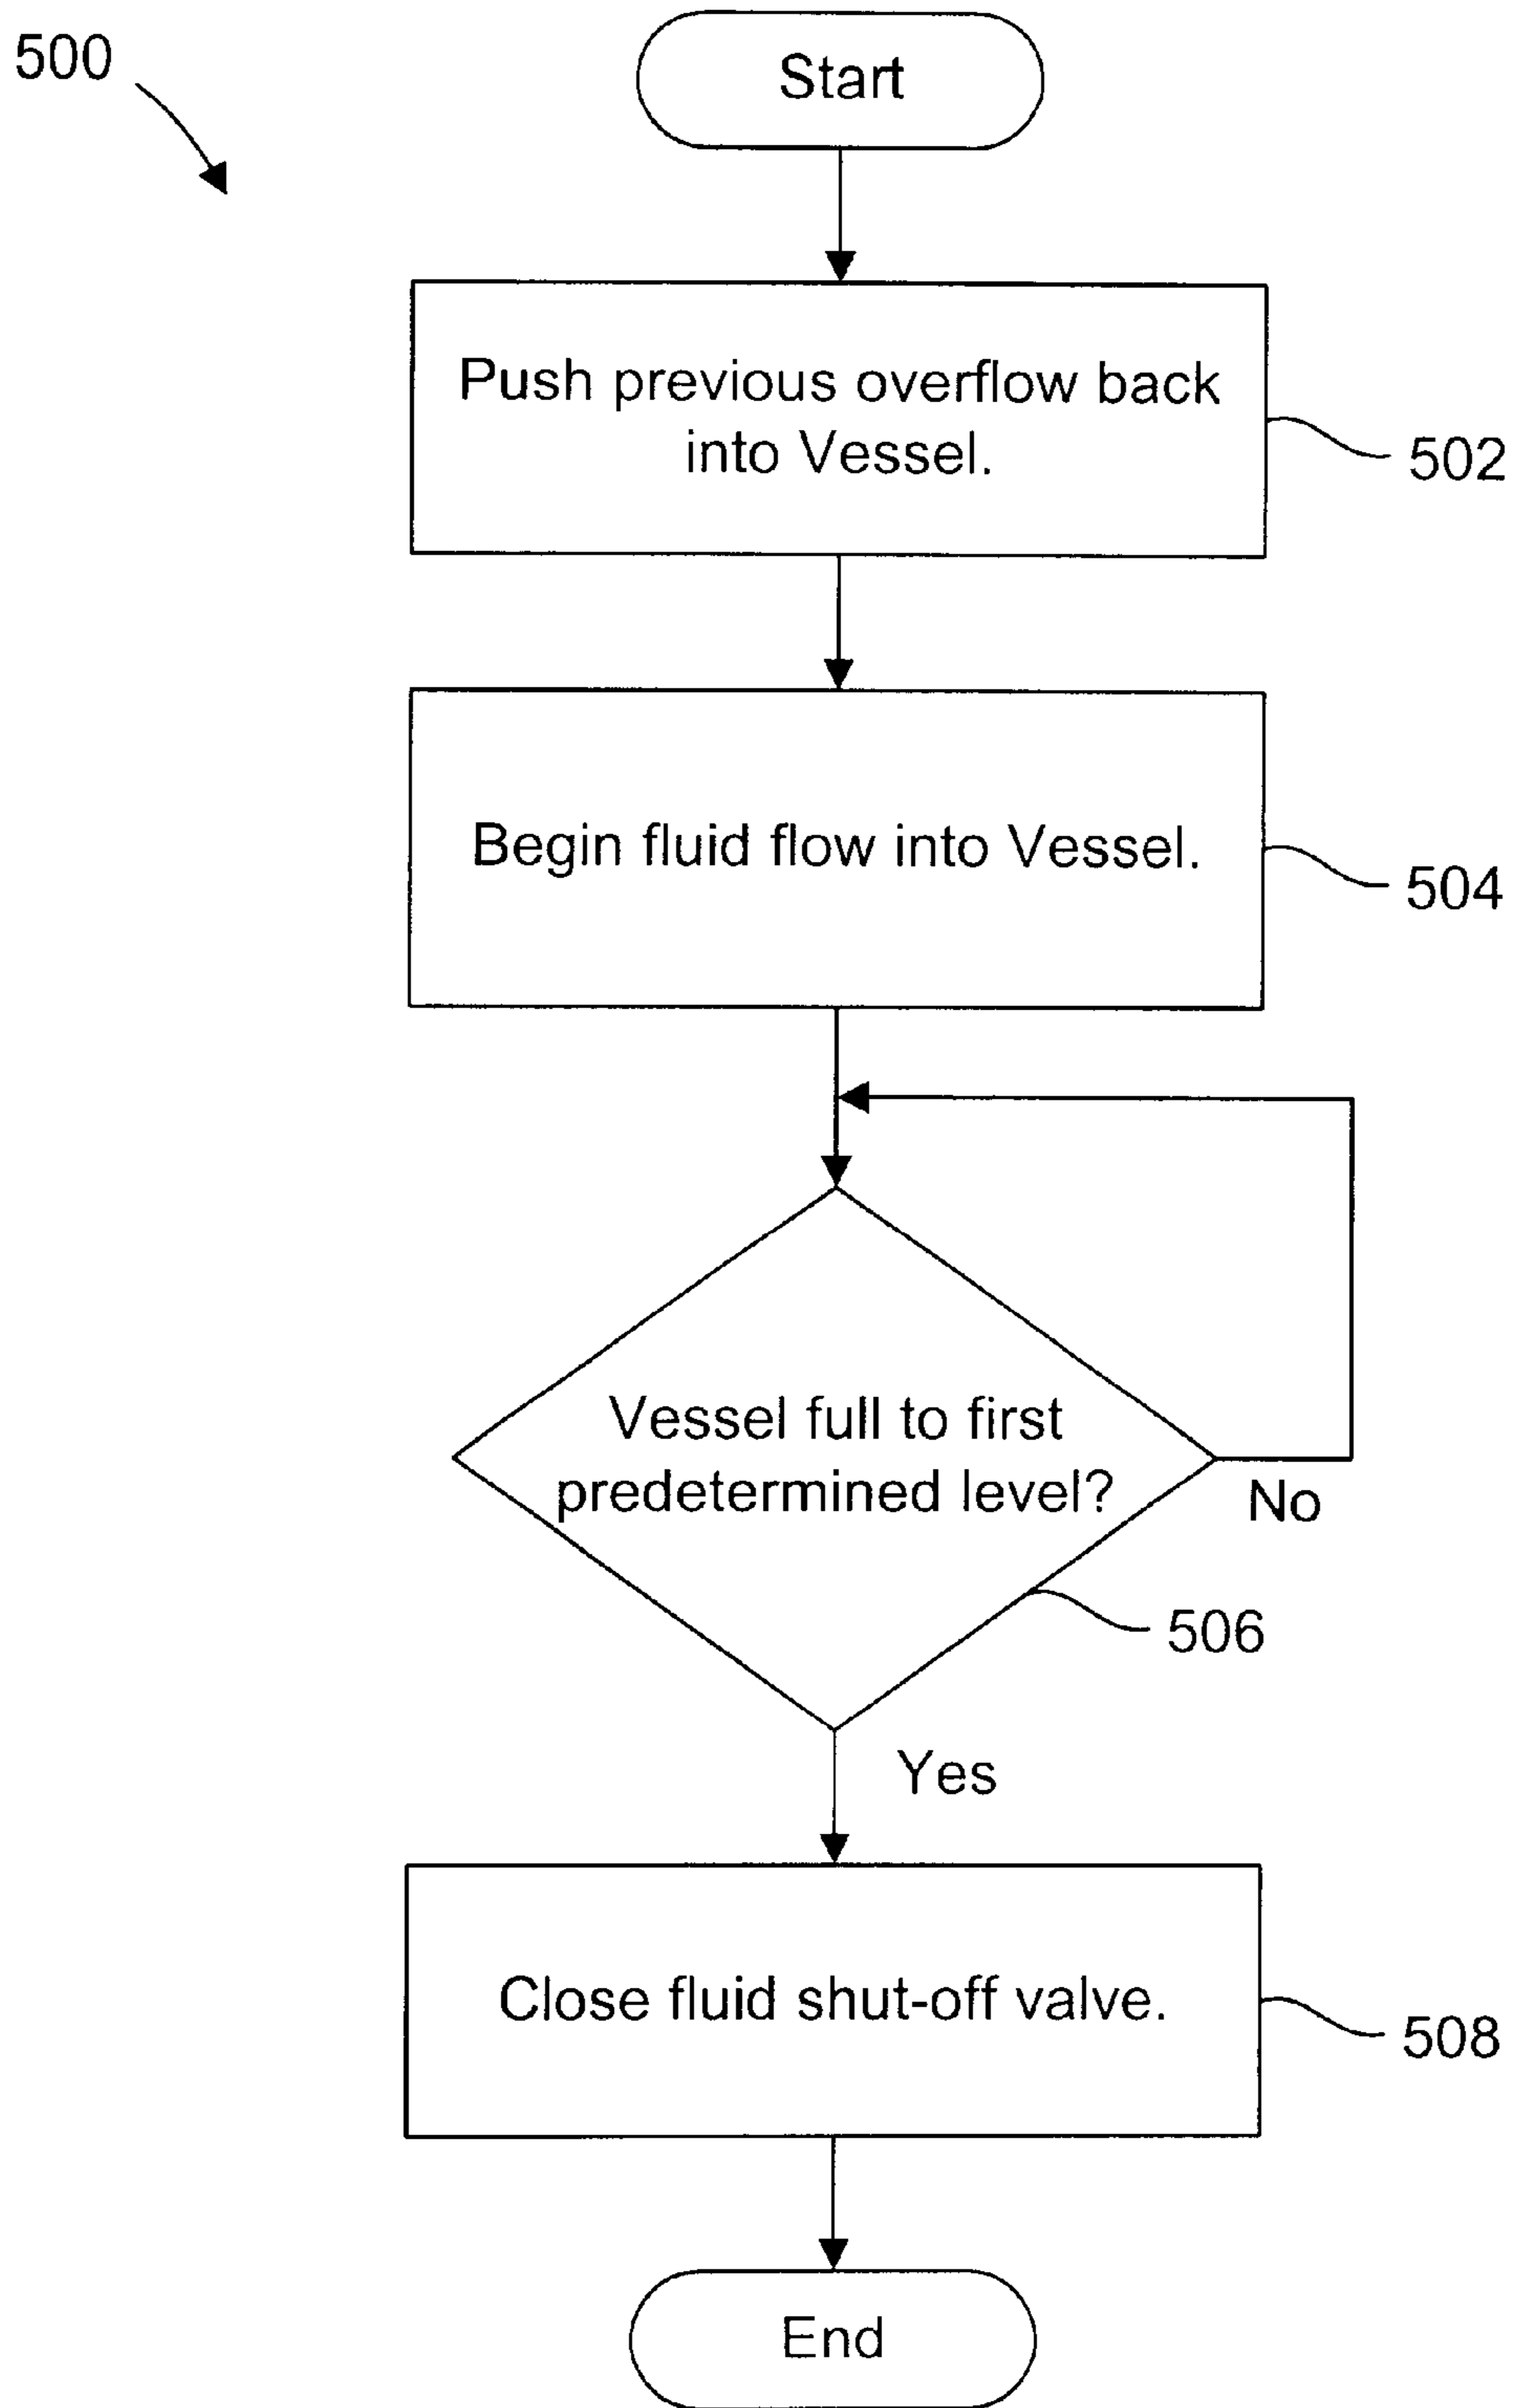 500
Start
Push previous overflow back
into Vessel.
502
Begin fluid flow into Vessel.
504
Vessel full to first
predetermined level?
No
506
Yes
Close fluid shut-off valve.
508
End